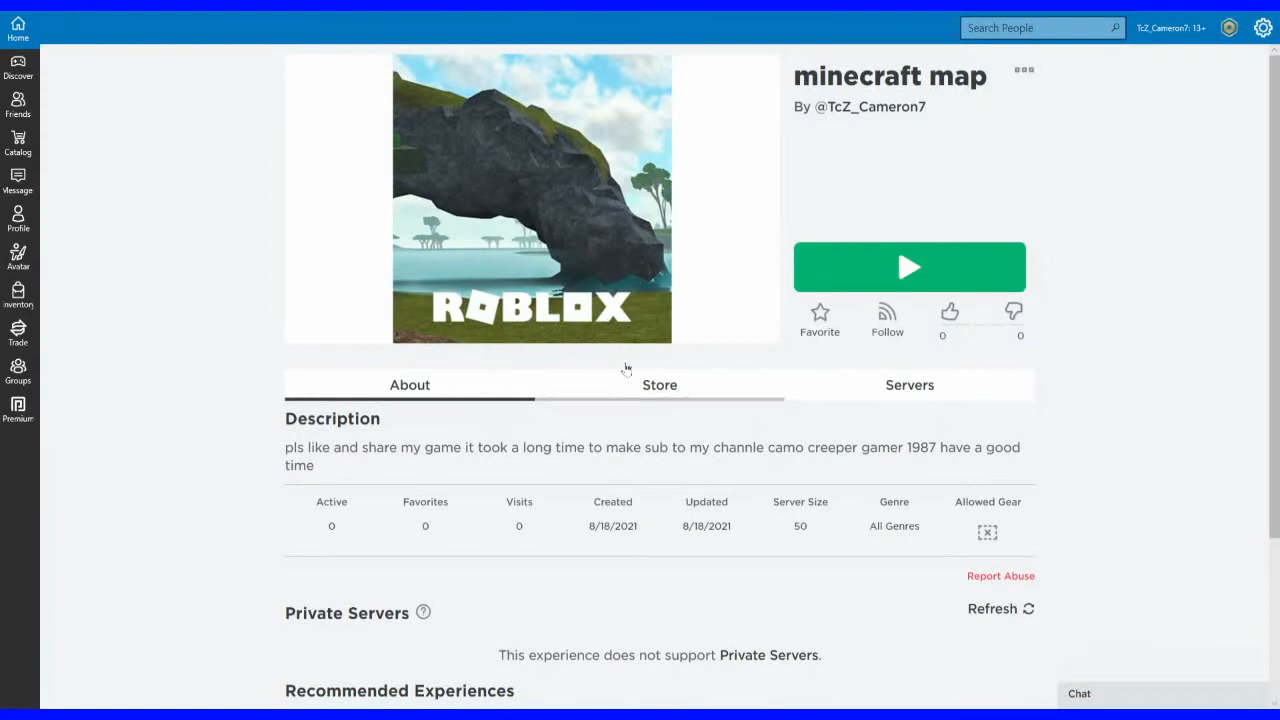 Home
Search People
TcZ_Cameron7: 13+
Discover
Friends
Catalog
Message
Profile
Avatar
Inventory
Trade
Groups
Premium
ROBLOX
minecraft map
By @TcZ_Cameron7
Favorite
Follow
0
0
About
Store
Servers
Description
pls like and share my game it took a long time to make sub to my channle camo creeper gamer 1987 have a good
time
Active Favorites Visits Created Updated Server Size Genre Allowed Gear
0 0 0 8/18/2021 8/18/2021 50 All Genres
Report Abuse
Private Servers
Refresh
This experience does not support Private Servers.
Recommended Experiences
Chat